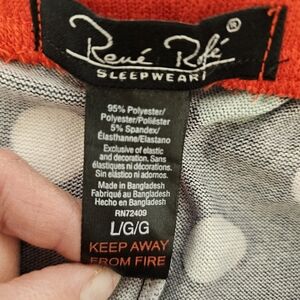 René Rofé ®
SLEEPWEAR!
95% Polyester/
Polyester/Poliéster
5% Spandex/
Élasthanne/Elastano
Exclusive of elastic
and decoration. Sans
élastiques ni décorations.
Sin elástico ni adornos.
Made in Bangladesh
Fabriqué au Bangladesh
Hecho en Bangladesh
RN72409
L/G/G
KEEP AWAY
FROM FIRE